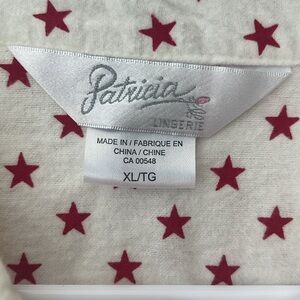 Patricia
LINGERIE
MADE IN / FABRIQUE EN
CHINA / CHINE
CA 00548
XL/TG